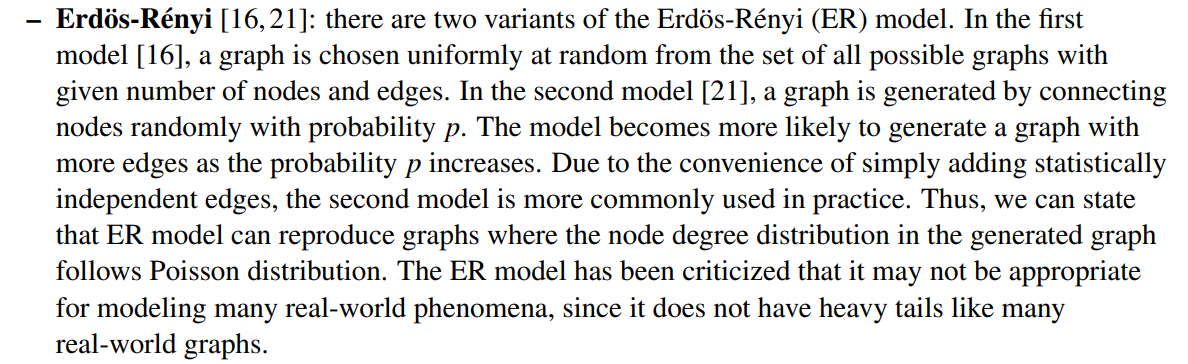 – Erdös-Rényi [16,21]: there are two variants of the Erdös-Rényi (ER) model. In the first
model [16], a graph is chosen uniformly at random from the set of all possible graphs with
given number of nodes and edges. In the second model [21], a graph is generated by connecting
nodes randomly with probability p. The model becomes more likely to generate a graph with
more edges as the probability p increases. Due to the convenience of simply adding statistically
independent edges, the second model is more commonly used in practice. Thus, we can state
that ER model can reproduce graphs where the node degree distribution in the generated graph
follows Poisson distribution. The ER model has been criticized that it may not be appropriate
for modeling many real-world phenomena, since it does not have heavy tails like many
real-world graphs.